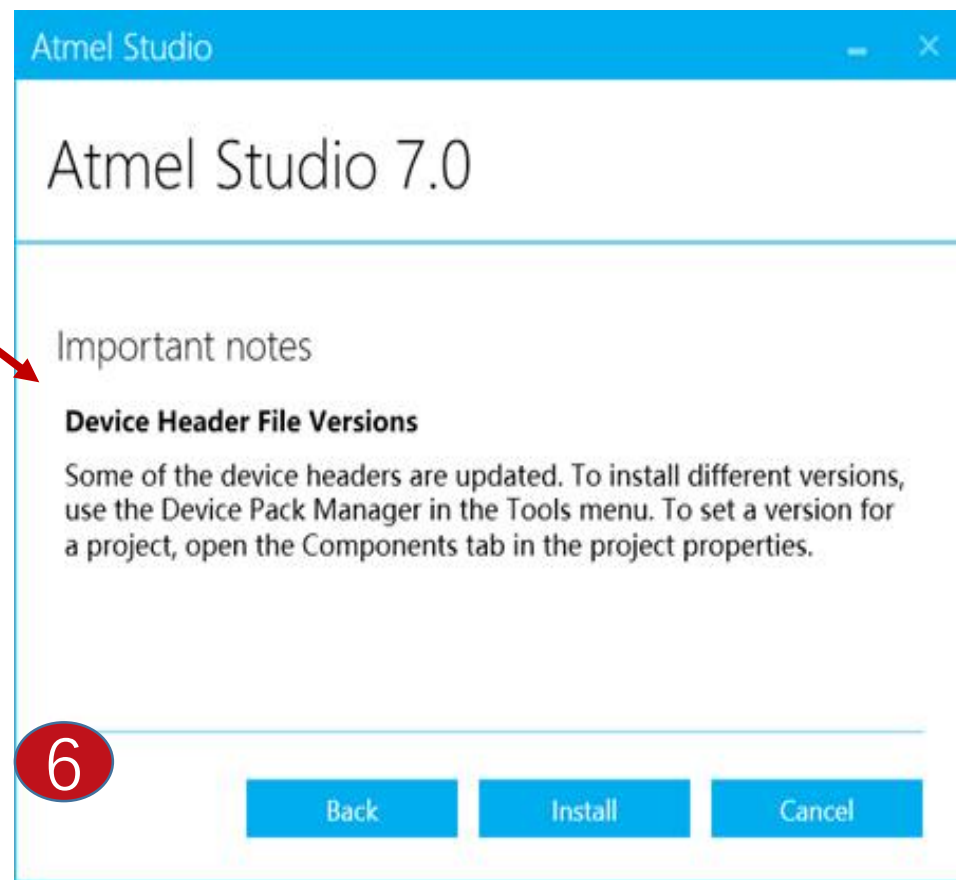 Atmel Studio
Atmel Studio 7.0
Important notes
Device Header File Versions
Some of the device headers are updated. To install different versions,
use the Device Pack Manager in the Tools menu. To set a version for
a project, open the Components tab in the project properties.
6
Back Install Cancel